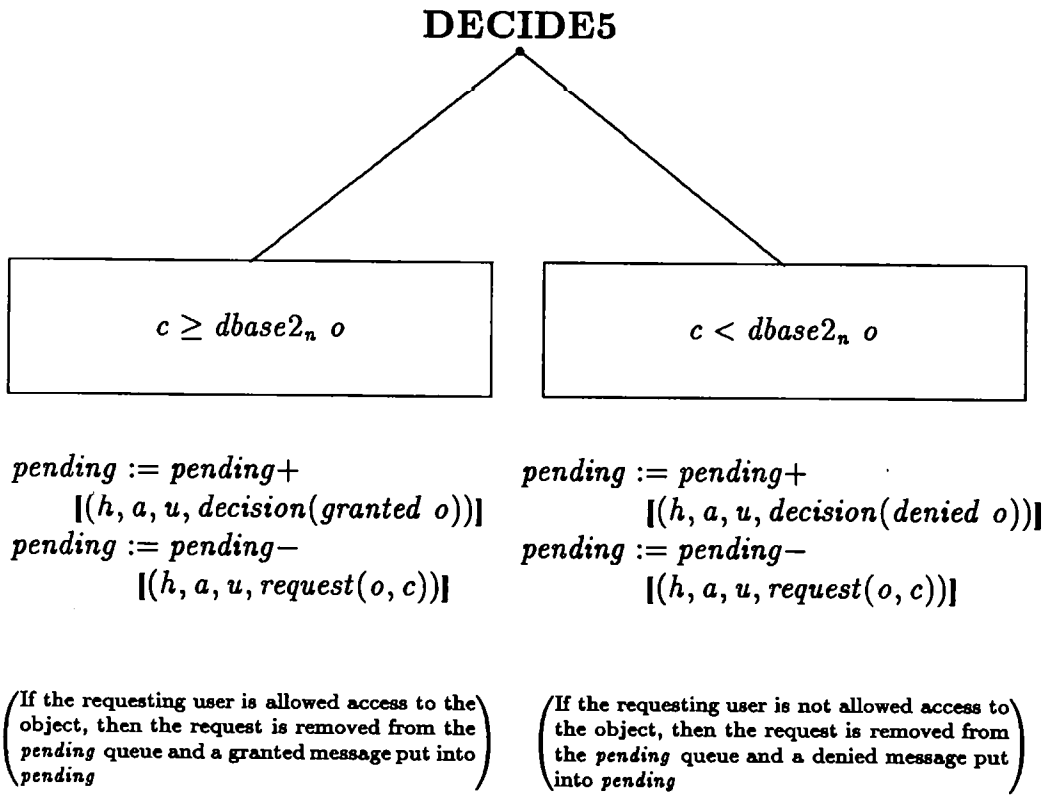 DECIDE5
c ≥ dbase2ₙ o
c < dbase2ₙ o
pending := pending+
⟦(h, a, u, decision(granted o))⟧
pending := pending−
⟦(h, a, u, request(o, c))⟧
pending := pending+
⟦(h, a, u, decision(denied o))⟧
pending := pending−
⟦(h, a, u, request(o, c))⟧
If the requesting user is allowed access to the
object, then the request is removed from the
pending queue and a granted message put into
pending
If the requesting user is not allowed access to
the object, then the request is removed from
the pending queue and a denied message put
into pending